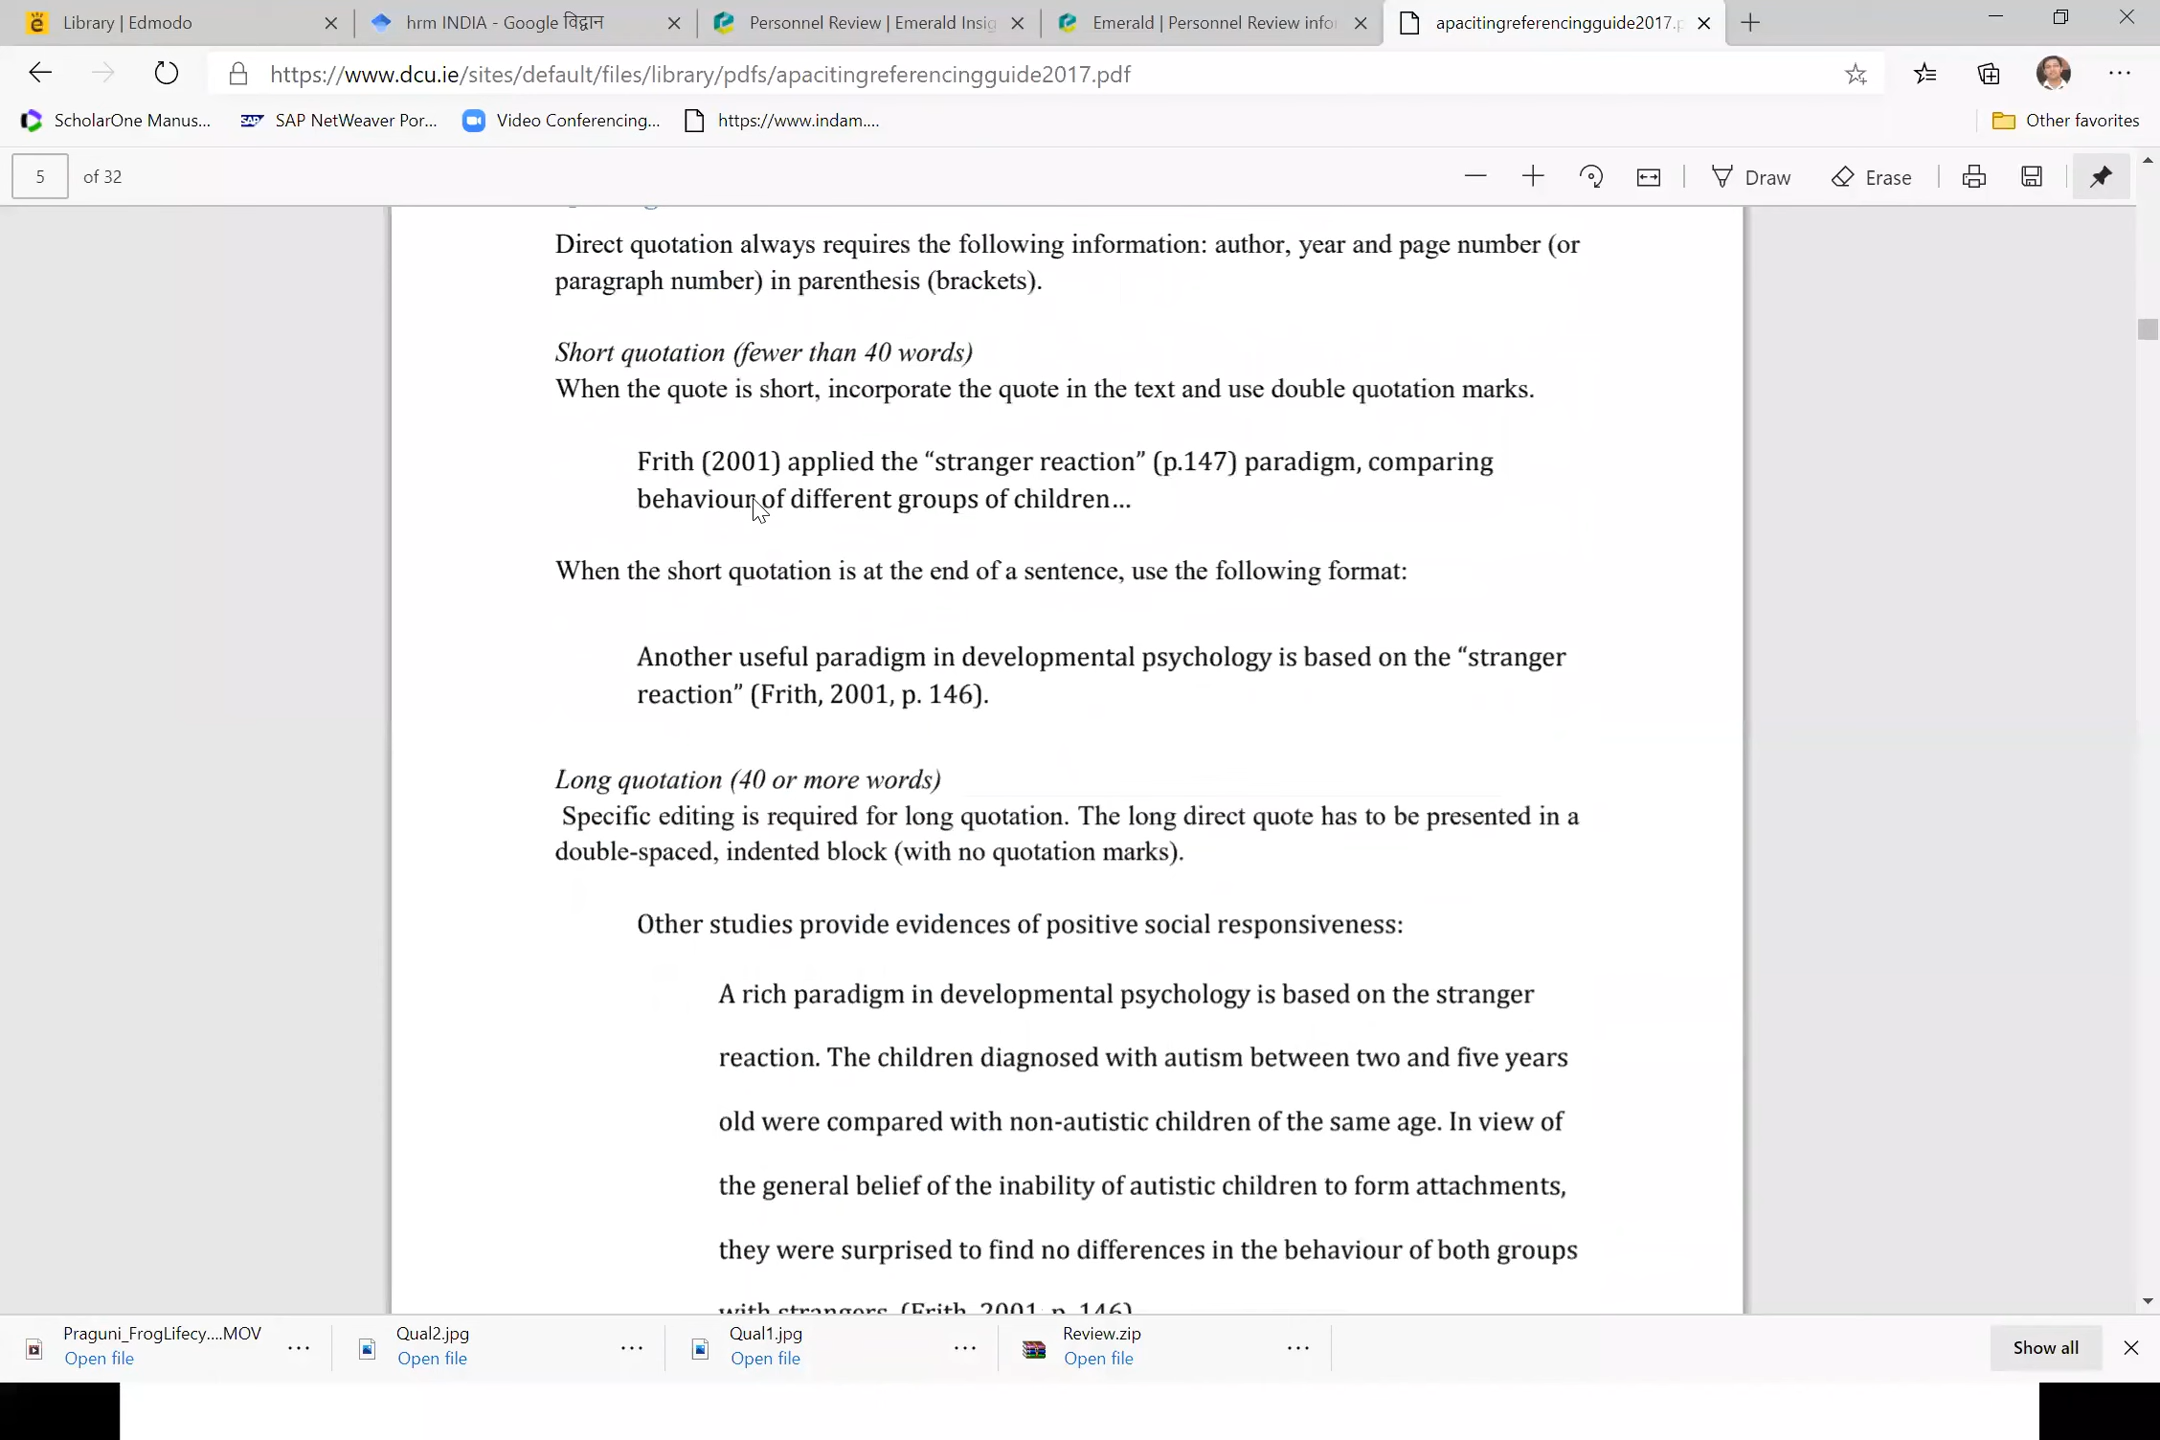 Library | Edmodo
hrm INDIA - Google विद्वान
Personnel Review | Emerald Insig
Emerald | Personnel Review info
apacitingreferencingguide2017.p
https://www.dcu.ie/sites/default/files/library/pdfs/apacitingreferencingguide2017.pdf
ScholarOne Manus...
SAP NetWeaver Por...
Video Conferencing...
https://www.indam....
Other favorites
5 of 32
Draw
Erase
Direct quotation always requires the following information: author, year and page number (or
paragraph number) in parenthesis (brackets).
Short quotation (fewer than 40 words)
When the quote is short, incorporate the quote in the text and use double quotation marks.
Frith (2001) applied the “stranger reaction” (p.147) paradigm, comparing
behaviour of different groups of children…
When the short quotation is at the end of a sentence, use the following format:
Another useful paradigm in developmental psychology is based on the “stranger
reaction” (Frith, 2001, p. 146).
Long quotation (40 or more words)
Specific editing is required for long quotation. The long direct quote has to be presented in a
double-spaced, indented block (with no quotation marks).
Other studies provide evidences of positive social responsiveness:
A rich paradigm in developmental psychology is based on the stranger
reaction. The children diagnosed with autism between two and five years
old were compared with non-autistic children of the same age. In view of
the general belief of the inability of autistic children to form attachments,
they were surprised to find no differences in the behaviour of both groups
with strangers. (Frith, 2001, p. 146)
Praguni_FrogLifecy....MOV
Open file
Qual2.jpg
Open file
Qual1.jpg
Open file
Review.zip
Open file
Show all